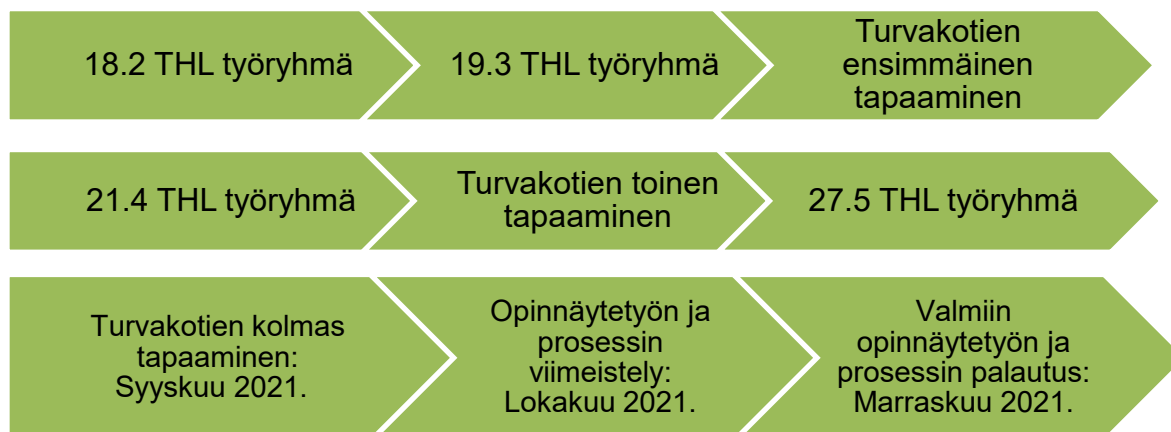 18.2 THL työryhmä
19.3 THL työryhmä
Turvakotien
ensimmäinen
tapaaminen
21.4 THL työryhmä
Turvakotien toinen
tapaaminen
27.5 THL työryhmä
Turvakotien kolmas
tapaaminen:
Syyskuu 2021.
Opinnäytetyön ja
prosessin
viimeistely:
Lokakuu 2021.
Valmiin
opinnäytetyön ja
prosessin palautus:
Marraskuu 2021.